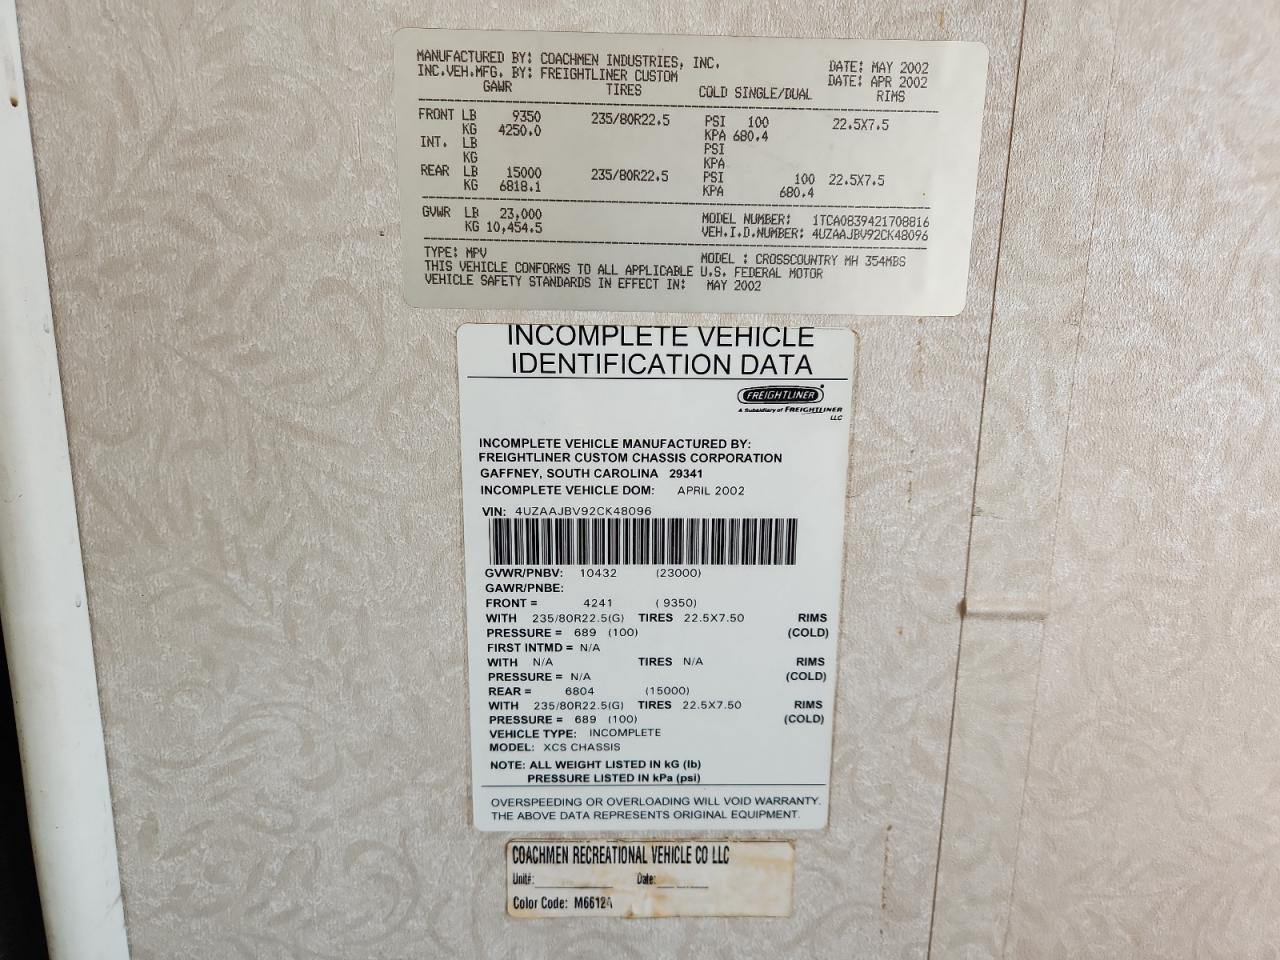 MANUFACTURED BY: COACHMEN INDUSTRIES, INC. DATE: MAY 2002
INC.VEH.MFG. BY: FREIGHTLINER CUSTOM DATE: APR 2002
GAWR TIRES COLD SINGLE/DUAL RIMS
FRONT LB 9350 235/80R22.5 PSI 100 22.5X7.5
KG 4250.0 KPA 680.4
INT. LB PSI
KG KPA
REAR LB 15000 235/80R22.5 PSI 100 22.5X7.5
KG 6818.1 KPA 680.4
GVWR LB 23,000 MODEL NUMBER: 1TCA0839421708816
KG 10,454.5 VEH.I.D.NUMBER: 4UZAAJBV92CK48096
TYPE: MPV MODEL : CROSSCOUNTRY MH 354MBS
THIS VEHICLE CONFORMS TO ALL APPLICABLE U.S. FEDERAL MOTOR
VEHICLE SAFETY STANDARDS IN EFFECT IN: MAY 2002
INCOMPLETE VEHICLE
IDENTIFICATION DATA
FREIGHTLINER
A Subsidiary of FREIGHTLINER
LLC
INCOMPLETE VEHICLE MANUFACTURED BY:
FREIGHTLINER CUSTOM CHASSIS CORPORATION
GAFFNEY, SOUTH CAROLINA 29341
INCOMPLETE VEHICLE DOM: APRIL 2002
VIN: 4UZAAJBV92CK48096
GVWR/PNBV: 10432 (23000)
GAWR/PNBE:
FRONT = 4241 ( 9350)
WITH 235/80R22.5(G) TIRES 22.5X7.50 RIMS
PRESSURE = 689 (100) (COLD)
FIRST INTMD = N/A
WITH N/A TIRES N/A RIMS
PRESSURE = N/A (COLD)
REAR = 6804 (15000)
WITH 235/80R22.5(G) TIRES 22.5X7.50 RIMS
PRESSURE = 689 (100) (COLD)
VEHICLE TYPE: INCOMPLETE
MODEL: XCS CHASSIS
NOTE: ALL WEIGHT LISTED IN kG (lb)
PRESSURE LISTED IN kPa (psi)
OVERSPEEDING OR OVERLOADING WILL VOID WARRANTY.
THE ABOVE DATA REPRESENTS ORIGINAL EQUIPMENT.
COACHMEN RECREATIONAL VEHICLE CO LLC
Unit#: Date:
Color Code: M6612A